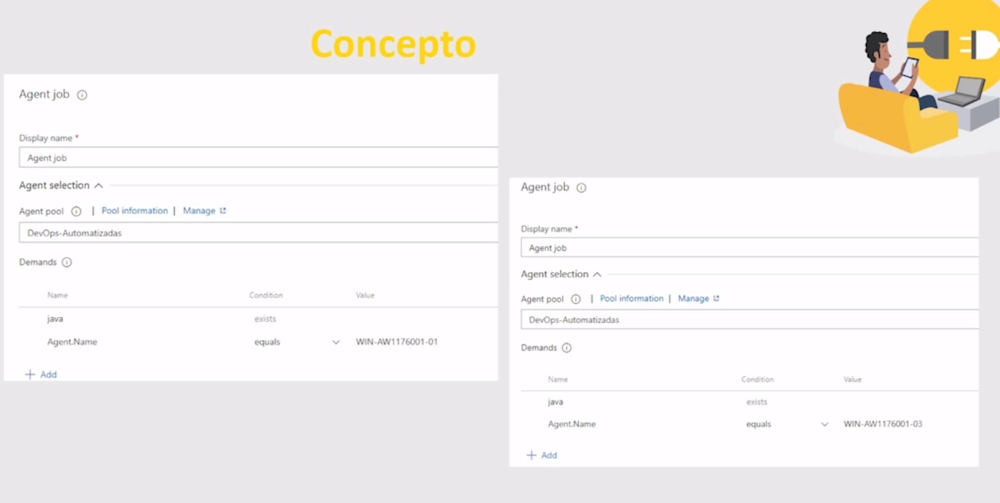 Concepto
Agent job
Display name *
Agent job
Agent selection
Agent pool | Pool information | Manage
DevOps-Automatizadas
Demands
Name Condition Value
java exists
Agent.Name equals WIN-AW1176001-01
+ Add
Agent job
Display name *
Agent job
Agent selection
Agent pool | Pool information | Manage
DevOps-Automatizadas
Demands
Name Condition Value
java exists
Agent.Name equals WIN-AW1176001-03
+ Add